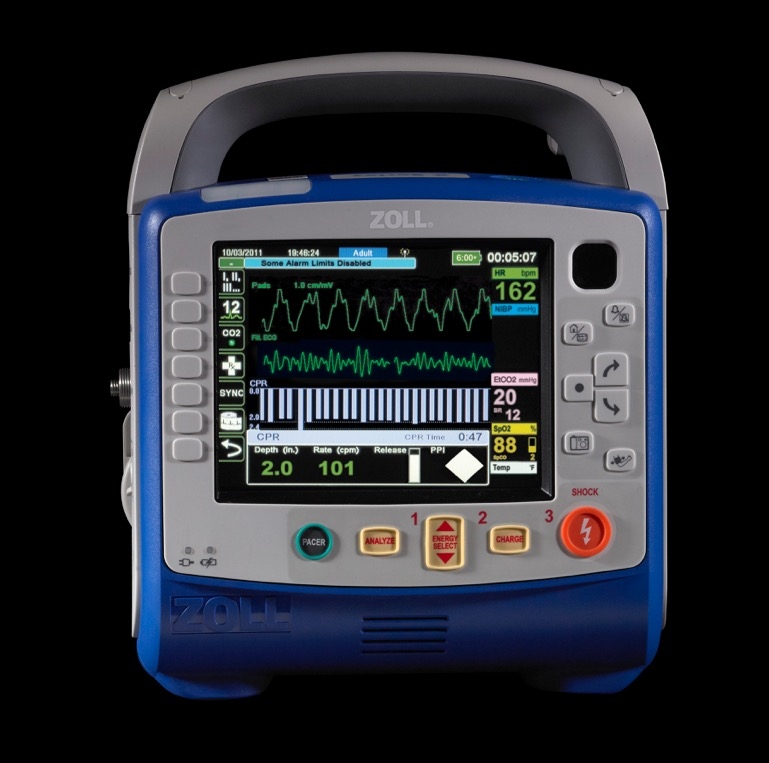 ZOLL®
10/03/2011 19:46:24 Adult 6:00+ 00:05:07
- Some Alarm Limits Disabled
I, II, III...
12
CO2
SYNC
Pads 1.0 cm/mV
Fil. ECG
CPR
0.0
2.0
2.4
CPR CPR Time 0:47
Depth (in.) Rate (cpm) Release PPI
2.0 101
HR bpm
162
NIBP mmHg
EtCO2 mmHg
20
BR 12
SpO2 %
88
SpCO 2
Temp °F
SHOCK
PACER
ANALYZE
1
ENERGY
SELECT
2
CHARGE
3
ZOLL